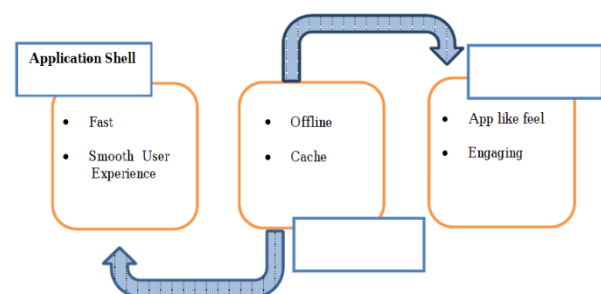 Application Shell
• Fast
• Smooth User
Experience
• Offline
• Cache
• App like feel
• Engaging